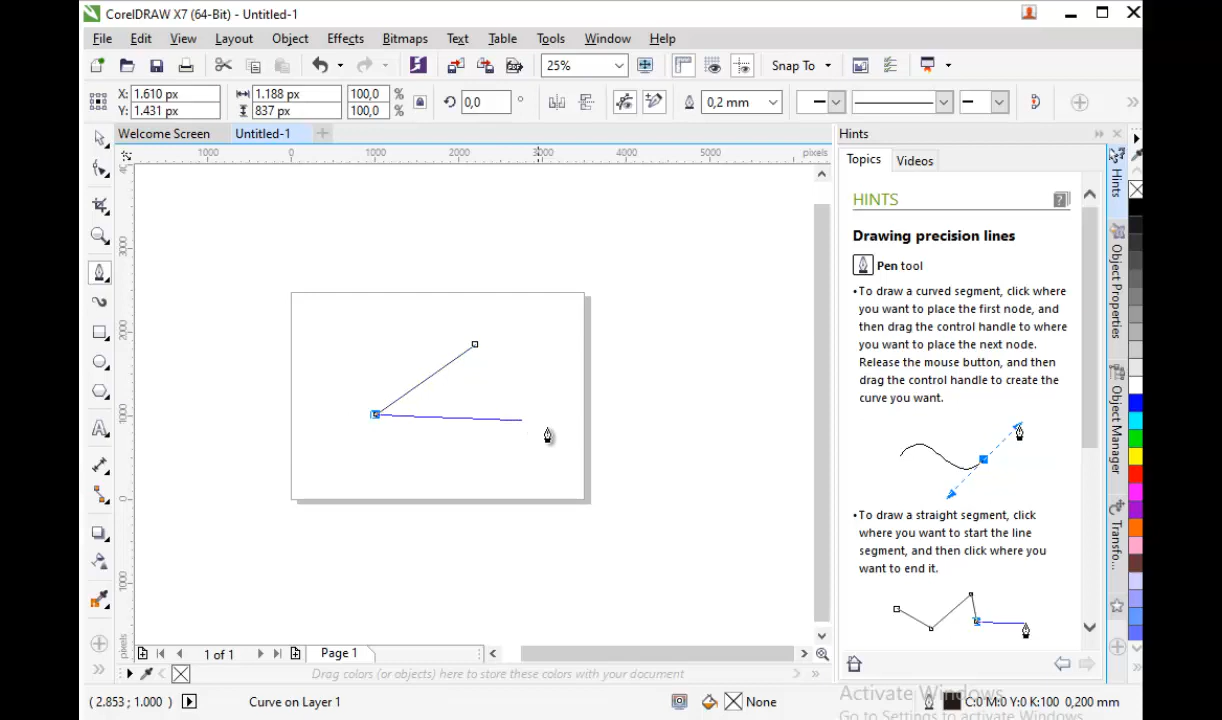 CorelDRAW X7 (64-Bit) - Untitled-1
File Edit View Layout Object Effects Bitmaps Text Table Tools Window Help
25% Snap To
X: 1.610 px 1.188 px 100,0 % 0,0 ° 0,2 mm
Y: 1.431 px 837 px 100,0 %
Welcome Screen Untitled-1 Hints
1000 0 1000 2000 3000 4000 5000 pixels
Topics Videos
HINTS
Drawing precision lines
Pen tool
•To draw a curved segment, click where
you want to place the first node, and
then drag the control handle to where
you want to place the next node.
Release the mouse button, and then
drag the control handle to create the
curve you want.
•To draw a straight segment, click
where you want to start the line
segment, and then click where you
want to end it.
Hints
Object Properties
Object Manager
Transfo...
3000
2000
1000
0
1000
pixels
1 of 1 Page 1
Drag colors (or objects) here to store these colors with your document
(2.853 ; 1.000 ) Curve on Layer 1 None C:0 M:0 Y:0 K:100 0,200 mm
Activate Windows
Go to Settings to activate Windows